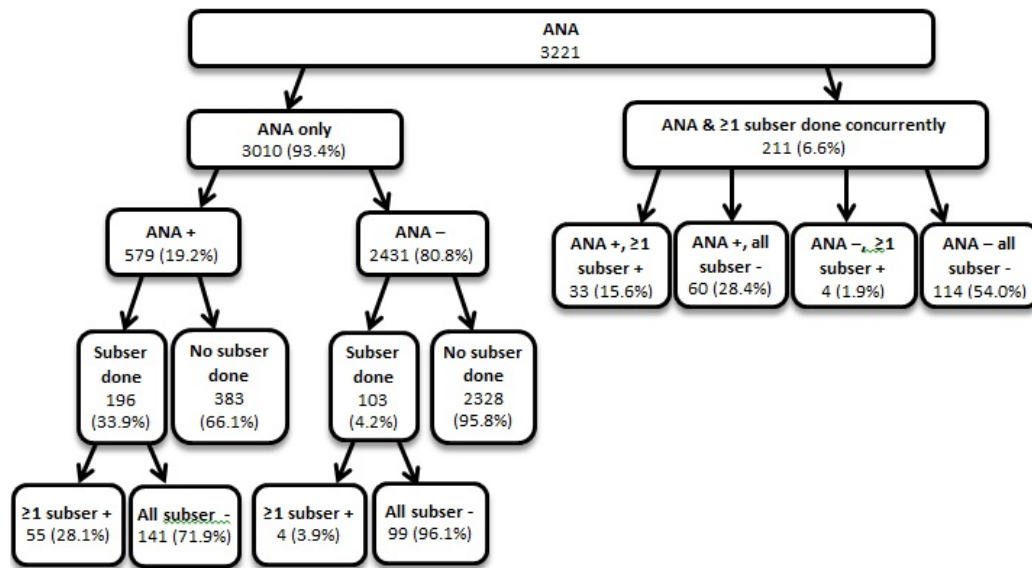 ANA
3221
ANA only
3010 (93.4%)
ANA & ≥1 subser done concurrently
211 (6.6%)
ANA +
579 (19.2%)
ANA –
2431 (80.8%)
ANA +, ≥1
subser +
33 (15.6%)
ANA +, all
subser -
60 (28.4%)
ANA –, ≥1
subser +
4 (1.9%)
ANA – all
subser -
114 (54.0%)
Subser
done
196
(33.9%)
No subser
done
383
(66.1%)
Subser
done
103
(4.2%)
No subser
done
2328
(95.8%)
≥1 subser +
55 (28.1%)
All subser -
141 (71.9%)
≥1 subser +
4 (3.9%)
All subser -
99 (96.1%)